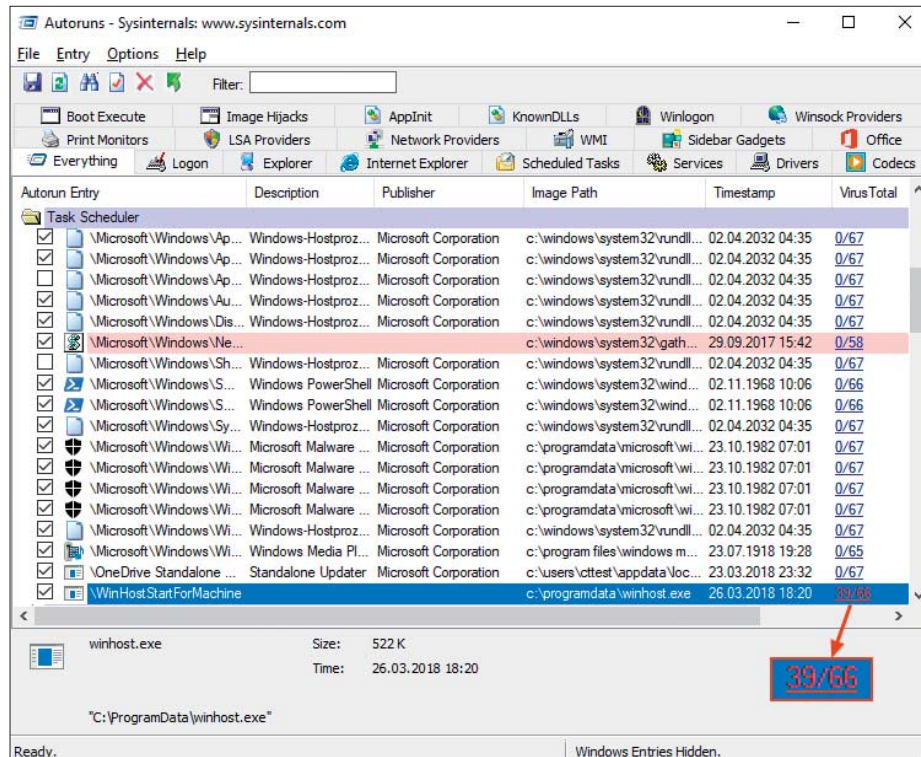 Autoruns - Sysinternals: www.sysinternals.com
File Entry Options Help
Filter:
Boot Execute Image Hijacks AppInit KnownDLLs Winlogon Winsock Providers
Print Monitors LSA Providers Network Providers WMI Sidebar Gadgets Office
Everything Logon Explorer Internet Explorer Scheduled Tasks Services Drivers Codecs
Autorun Entry Description Publisher Image Path Timestamp VirusTotal
Task Scheduler
\Microsoft\Windows\Ap... Windows-Hostproz... Microsoft Corporation c:\windows\system32\rundll... 02.04.2032 04:35 0/67
\Microsoft\Windows\Ap... Windows-Hostproz... Microsoft Corporation c:\windows\system32\rundll... 02.04.2032 04:35 0/67
\Microsoft\Windows\Ap... Windows-Hostproz... Microsoft Corporation c:\windows\system32\rundll... 02.04.2032 04:35 0/67
\Microsoft\Windows\Au... Windows-Hostproz... Microsoft Corporation c:\windows\system32\rundll... 02.04.2032 04:35 0/67
\Microsoft\Windows\Dis... Windows-Hostproz... Microsoft Corporation c:\windows\system32\rundll... 02.04.2032 04:35 0/67
\Microsoft\Windows\Ne... c:\windows\system32\gath... 29.09.2017 15:42 0/58
\Microsoft\Windows\Sh... Windows-Hostproz... Microsoft Corporation c:\windows\system32\rundll... 02.04.2032 04:35 0/67
\Microsoft\Windows\S... Windows PowerShell Microsoft Corporation c:\windows\system32\wind... 02.11.1968 10:06 0/66
\Microsoft\Windows\S... Windows PowerShell Microsoft Corporation c:\windows\system32\wind... 02.11.1968 10:06 0/66
\Microsoft\Windows\Sy... Windows-Hostproz... Microsoft Corporation c:\windows\system32\rundll... 02.04.2032 04:35 0/67
\Microsoft\Windows\Wi... Microsoft Malware ... Microsoft Corporation c:\programdata\microsoft\wi... 23.10.1982 07:01 0/67
\Microsoft\Windows\Wi... Microsoft Malware ... Microsoft Corporation c:\programdata\microsoft\wi... 23.10.1982 07:01 0/67
\Microsoft\Windows\Wi... Microsoft Malware ... Microsoft Corporation c:\programdata\microsoft\wi... 23.10.1982 07:01 0/67
\Microsoft\Windows\Wi... Microsoft Malware ... Microsoft Corporation c:\programdata\microsoft\wi... 23.10.1982 07:01 0/67
\Microsoft\Windows\Wi... Windows-Hostproz... Microsoft Corporation c:\windows\system32\rundll... 02.04.2032 04:35 0/67
\Microsoft\Windows\Wi... Windows Media Pl... Microsoft Corporation c:\program files\windows m... 23.07.1918 19:28 0/65
\OneDrive Standalone ... Standalone Updater Microsoft Corporation c:\users\cttest\appdata\loc... 23.03.2018 23:32 0/67
\WinHostStartForMachine c:\programdata\winhost.exe 26.03.2018 18:20 39/66
winhost.exe Size: 522 K
Time: 26.03.2018 18:20
39/66
"C:\ProgramData\winhost.exe"
Ready. Windows Entries Hidden.